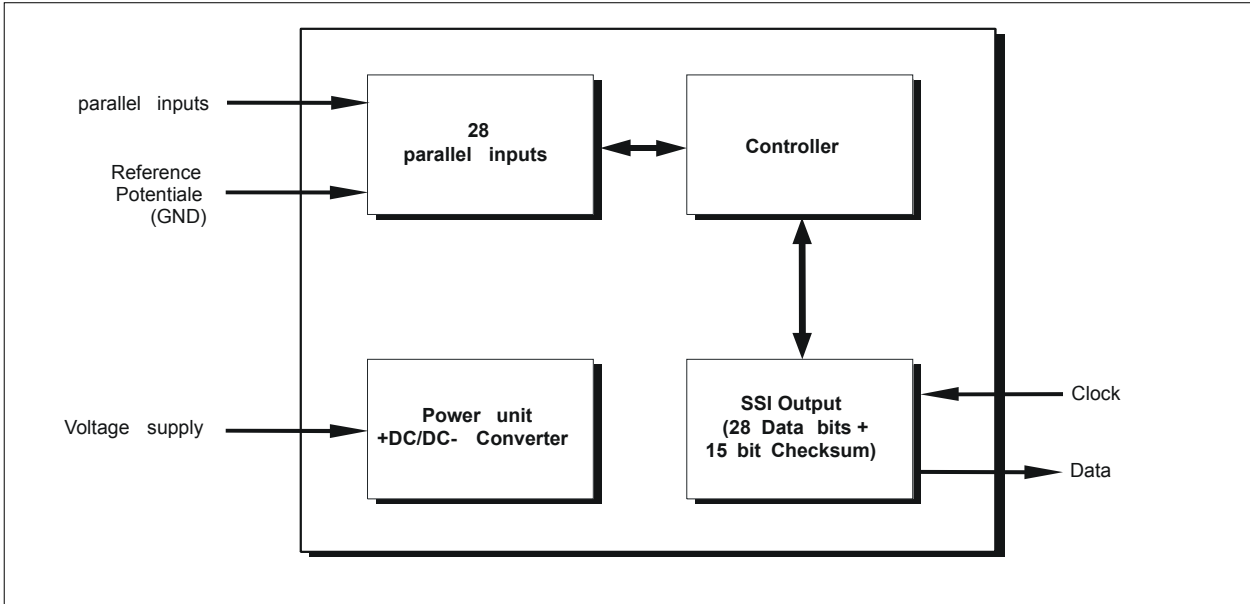 parallel inputs
Reference
Potentiale
(GND)
28
parallel inputs
Controller
Voltage supply
Power unit
+DC/DC- Converter
SSI Output
(28 Data bits +
15 bit Checksum)
Clock
Data